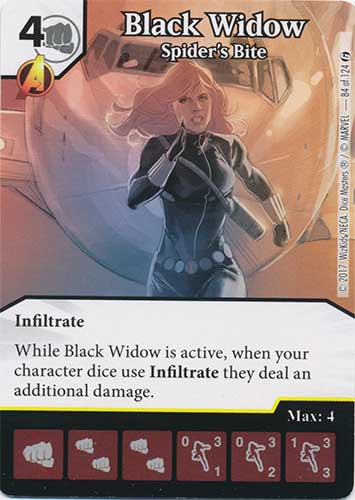 4
Black Widow
Spider's Bite
© 2017 WizKids/NECA. Dice Masters ® / © MARVEL — 84 of 124
Infiltrate
While Black Widow is active, when your
character dice use Infiltrate they deal an
additional damage.
Max: 4
0 3 1
0 3 2
1 3 3